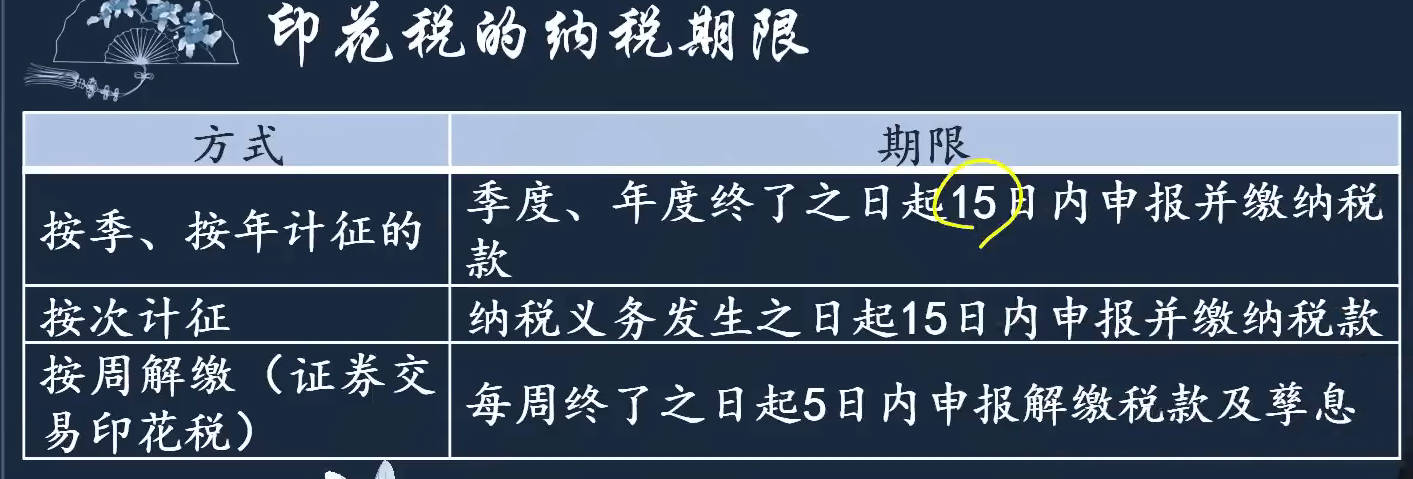 印花税的纳税期限
方式
期限
按季、按年计征的
季度、年度终了之日起15日内申报并缴纳税
款
按次计征
纳税义务发生之日起15日内申报并缴纳税款
按周解缴（证券交
易印花税）
每周终了之日起5日内申报解缴税款及孳息